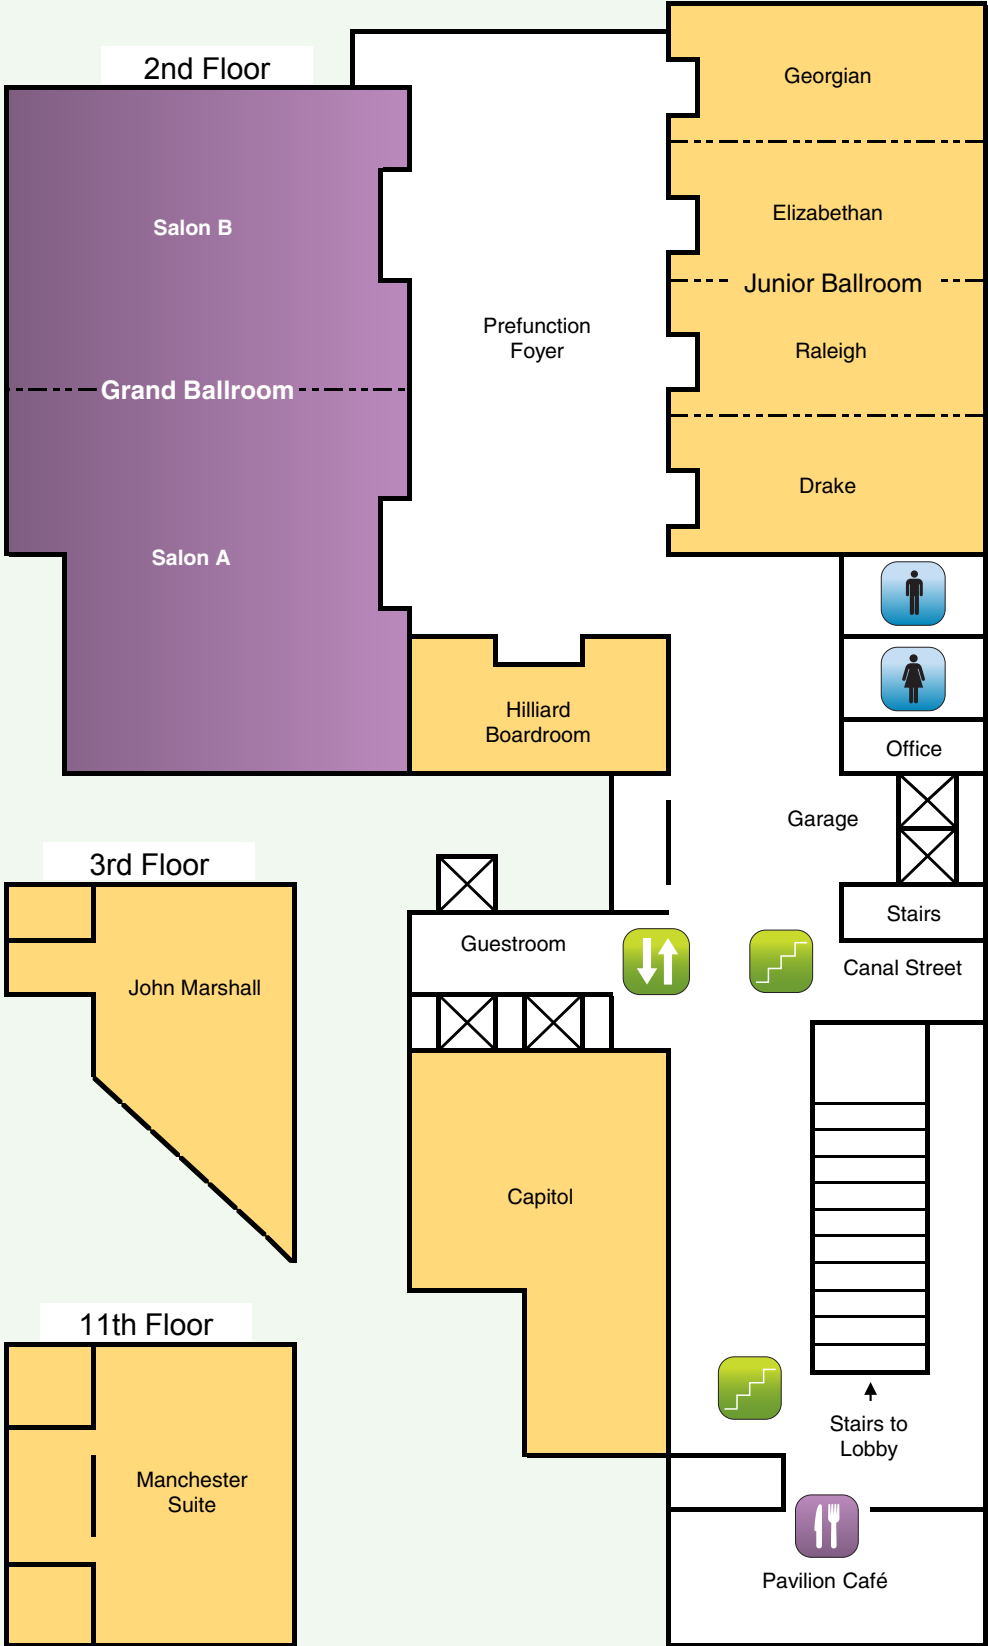 2nd Floor
Georgian
Salon B
Elizabethan
Junior Ballroom
Prefunction
Foyer
Raleigh
Grand Ballroom
Drake
Salon A
Hilliard
Boardroom
Office
Garage
3rd Floor
Stairs
Guestroom
Canal Street
John Marshall
Capitol
11th Floor
Stairs to
Lobby
Manchester
Suite
Pavilion Café